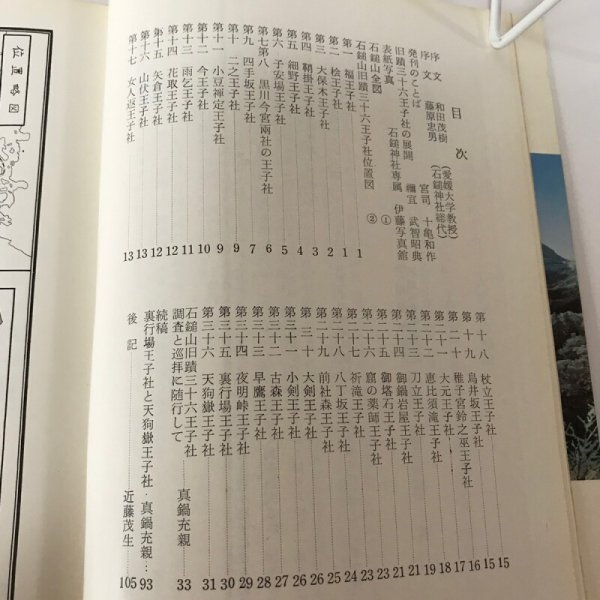 目次
序文 和田茂樹 (愛媛大学教授)
序文 藤原忠男 (石鎚神社総代)
発刊のことば 宮司 十亀和作
旧蹟三十六王子社の展開 禰宜 武智昭典
表紙写真 石鎚神社専属 伊藤写真館
石鎚山全図 ①
石鎚山旧蹟三十六王子社位置図 ②
第一 福王子社 1
第二 桧王子社 1
第三 大保木王子社 2
第四 鞘掛王子社 3
第五 細野王子社 4
第六 子安場王子社 5
第七第八 黒川今宮両社の王子社 6
第九 四手坂王子社 7
第十 二之王子社 9
第十一 小豆禅定王子社 9
第十二 今王子社 10
第十三 雨乞王子社 11
第十四 花取王子社 12
第十五 矢倉王子社 12
第十六 山伏王子社 13
第十七 女人返王子社 13
第十八 杖立王子社 15
第十九 鳥井坂王子社 15
第二十 稚子宮鈴之巫王子社 16
第二十一 大元王子社 17
第二十一 恵比須滝王子社 18
第二十三 刀立王子社 19
第二十四 御鍋岩屋王子社 21
第二十五 御塔石王子社 21
第二十六 窟の薬師王子社 23
第二十七 祈滝王子社 23
第二十八 八丁坂王子社 24
第二十九 前社森王子社 25
第三十 大剣王子社 26
第三十一 小剣王子社 26
第三十二 古森王子社 27
第三十三 早鷹王子社 28
第三十四 夜明峠王子社 29
第三十五 裏行場王子社 30
第三十六 天狗嶽王子社 31
石鎚山旧蹟三十六王子社
調査と巡拝に随行して 真鍋充親 33
続稿
裏行場王子社と天狗嶽王子社 真鍋充親 93
後記 近藤茂生 105